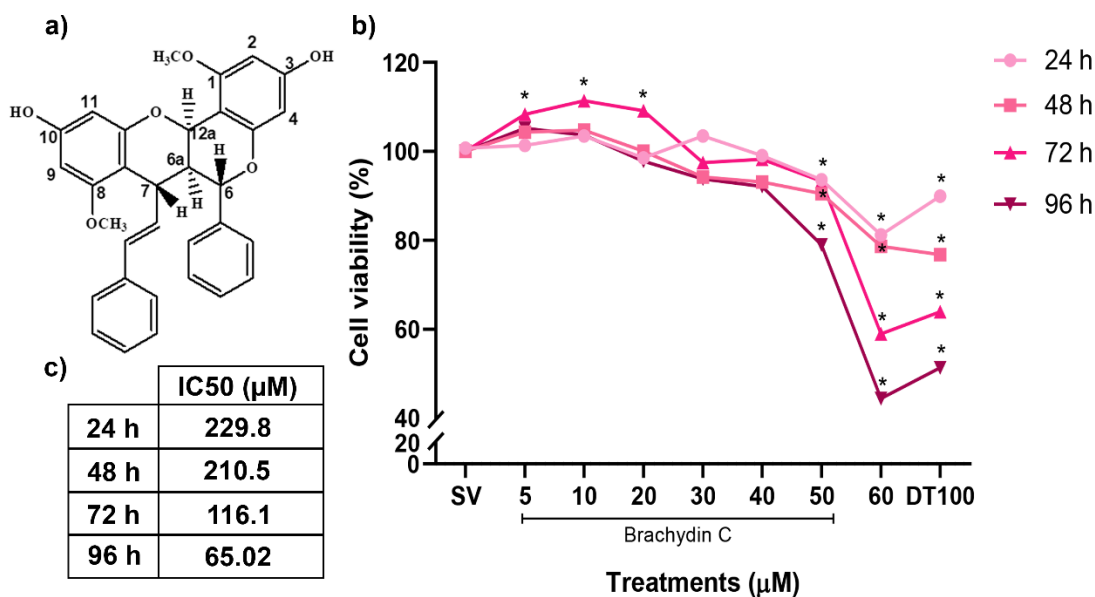 a)
H₃CO
2
OH
1
3
H
11
O
4
HO
10
12a
6a
H
O
9
6
8
7
H
H
OCH₃
b)
120
100
80
60
40
20
0
Cell viability (%)
* * *
* *
* *
* *
* *
* *
* *
SV 5 10 20 30 40 50 60 DT100
Brachydin C
Treatments (µM)
24 h
48 h
72 h
96 h
c)
IC50 (µM)
24 h 229.8
48 h 210.5
72 h 116.1
96 h 65.02